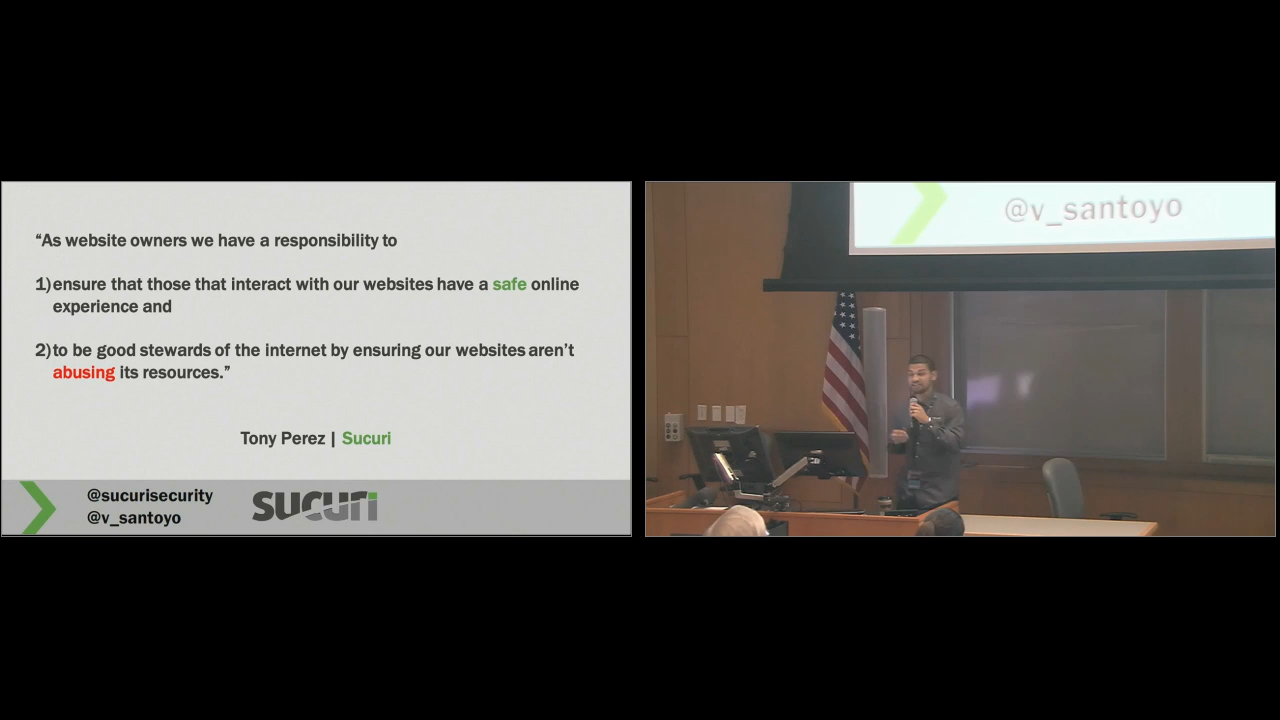 “As website owners we have a responsibility to
1) ensure that those that interact with our websites have a safe online
experience and
2) to be good stewards of the internet by ensuring our websites aren’t
abusing its resources.”
Tony Perez | Sucuri
@sucurisecurity
@v_santoyo
sucuri
@v_santoyo